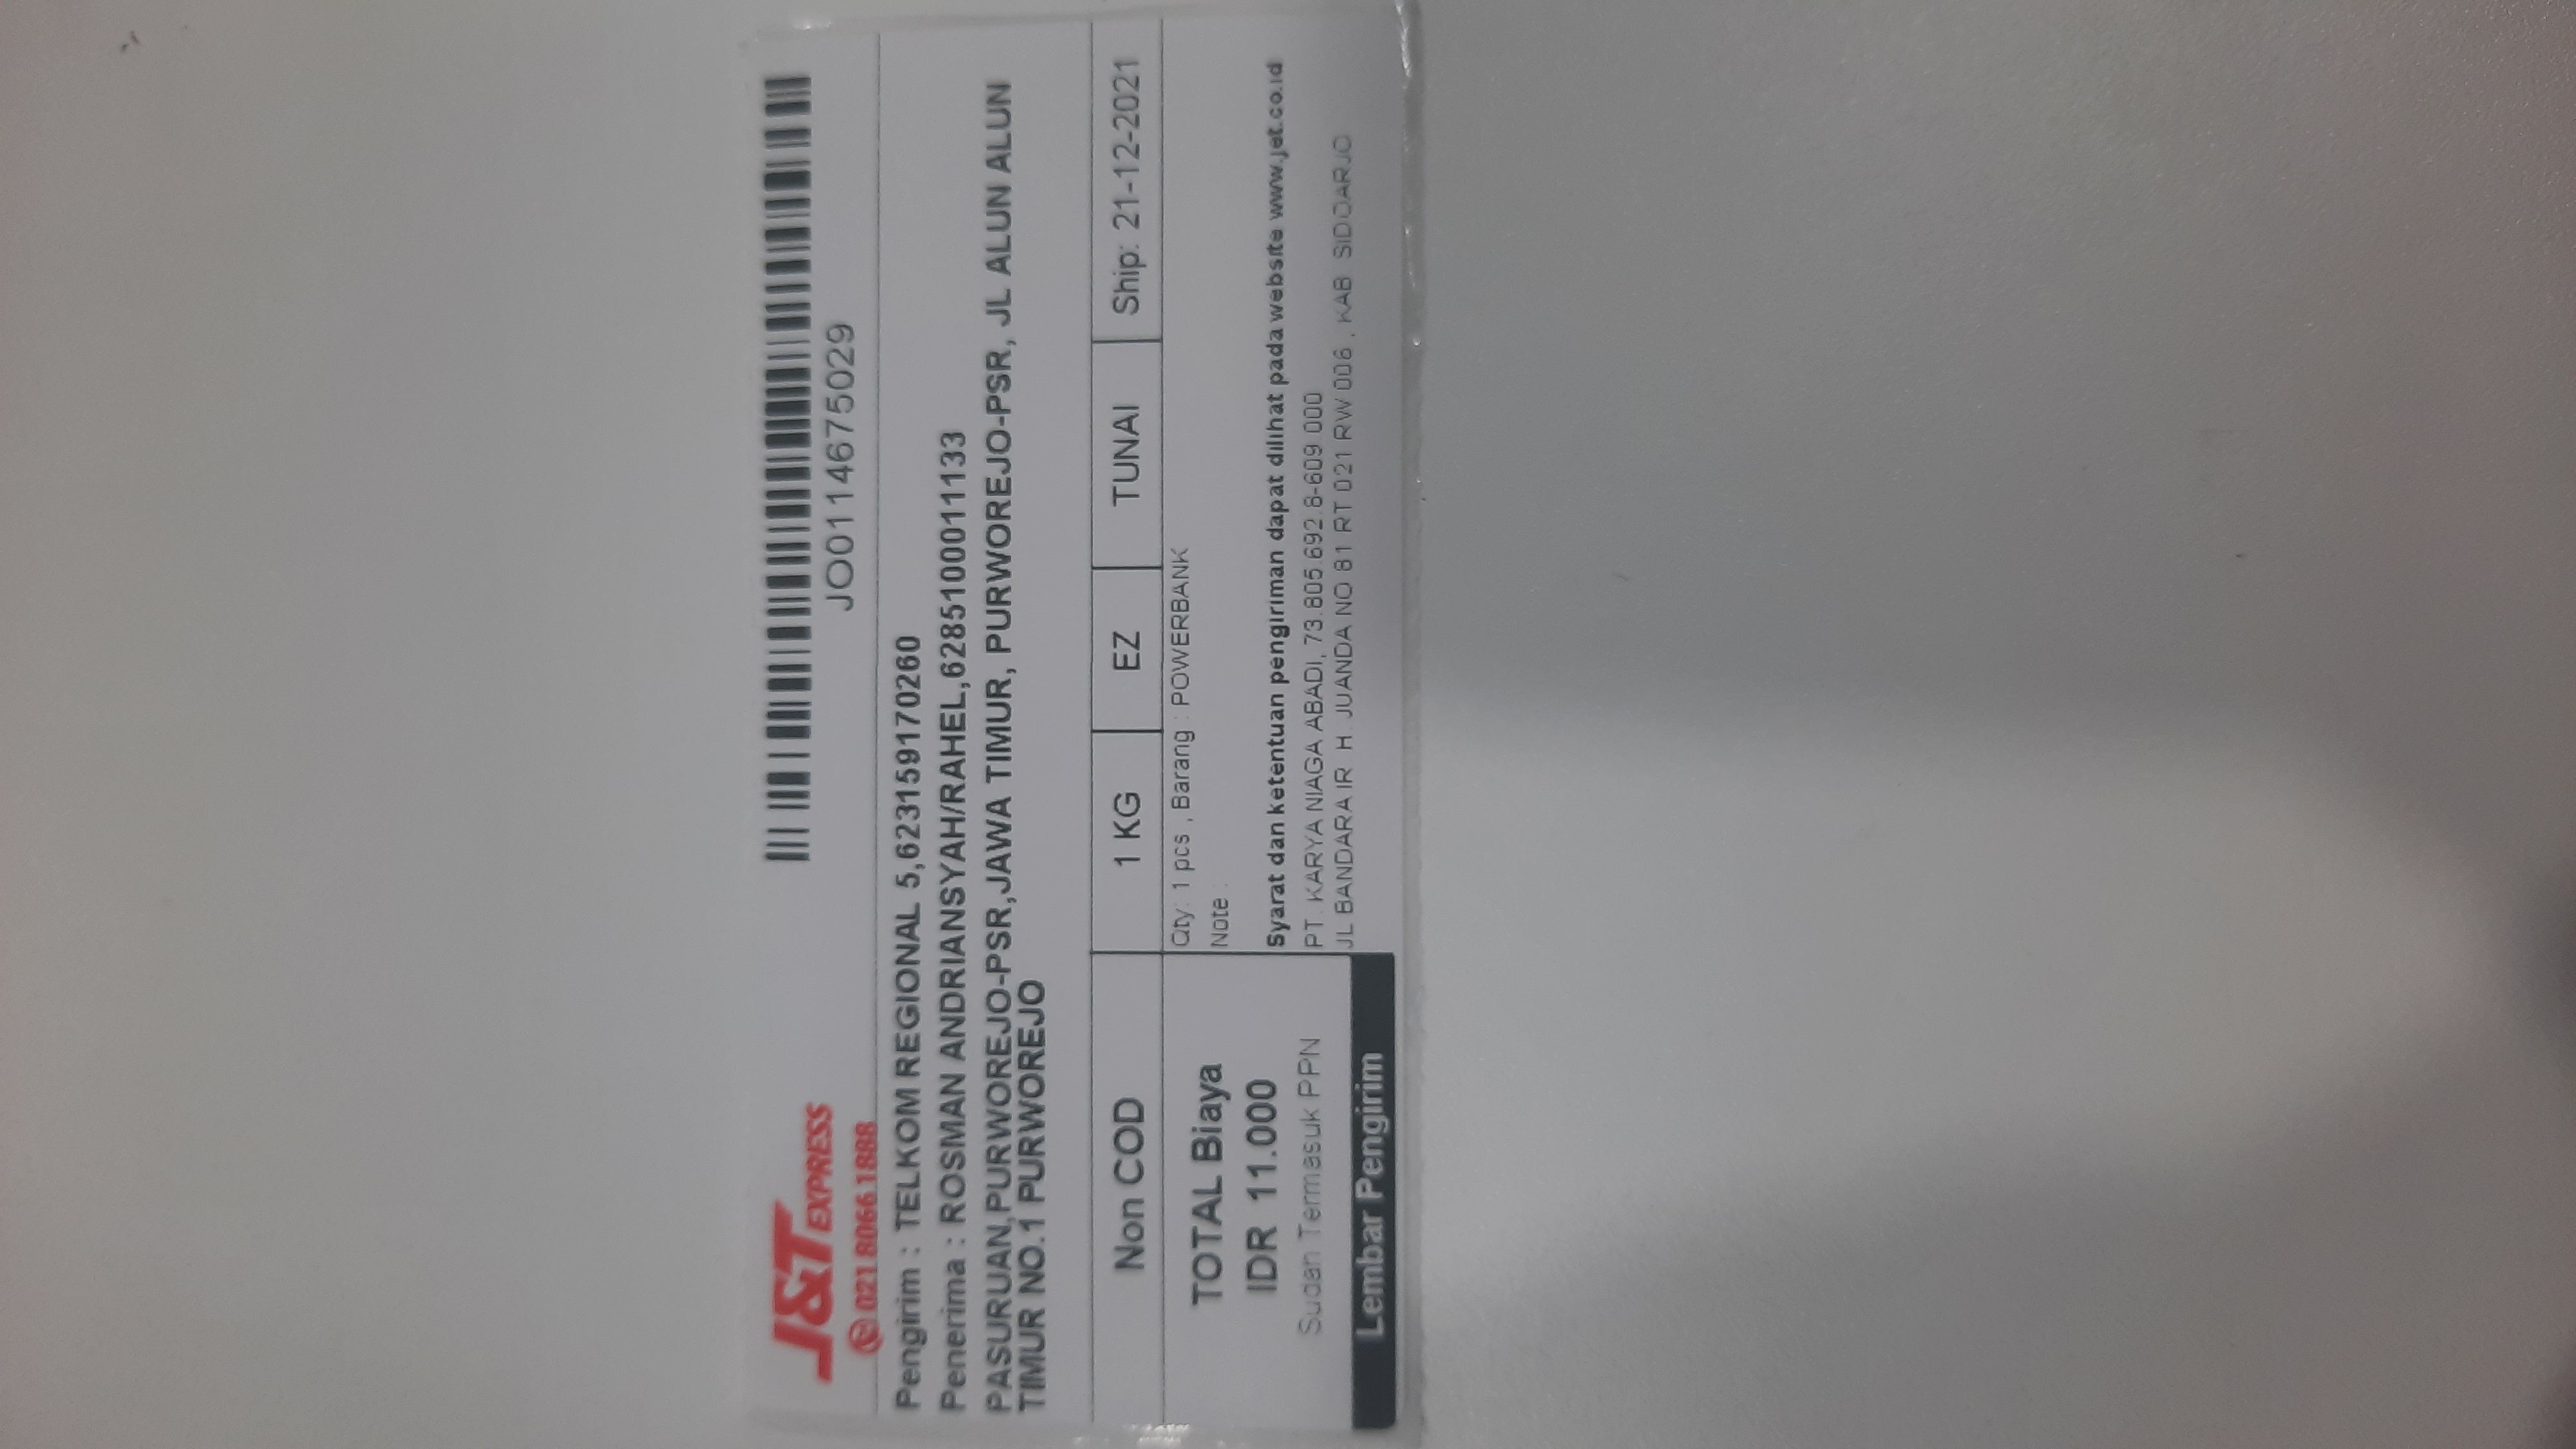 J&T EXPRESS
021 8066 1888
JO0114675029
Pengirim : TELKOM REGIONAL 5,623159170260
Penerima : ROSMAN ANDRIANSYAH/RAHEL,6285100011133
PASURUAN,PURWOREJO-PSR,JAWA TIMUR, PURWOREJO-PSR, JL ALUN ALUN
TIMUR NO.1 PURWOREJO
Non COD 1 KG EZ TUNAI Ship: 21-12-2021
TOTAL Biaya
IDR 11.000
Sudah Termasuk PPN
Lembar Pengirim
Qty: 1 pcs , Barang : POWERBANK
Note :
Syarat dan ketentuan pengiriman dapat dilihat pada website www.jet.co.id
PT. KARYA NIAGA ABADI, 73.805.692.8-609.000
JL BANDARA IR. H. JUANDA NO 81 RT 021 RW 006 , KAB. SIDOARJO